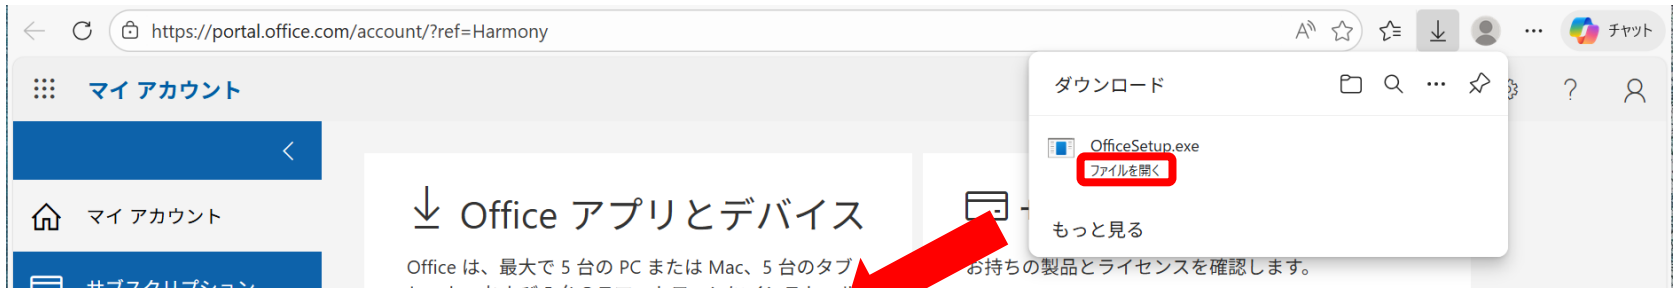 https://portal.office.com/account/?ref=Harmony
チャット
マイ アカウント
ダウンロード
OfficeSetup.exe
ファイルを開く
もっと見る
マイ アカウント
Office アプリとデバイス
Office は、最大で 5 台の PC または Mac、5 台のタブ
お持ちの製品とライセンスを確認します。
サブスクリプション